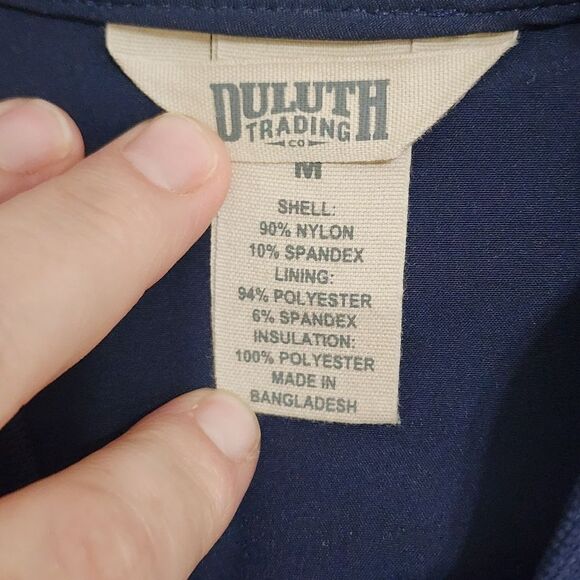 DULUTH
TRADING
CO
M
SHELL:
90% NYLON
10% SPANDEX
LINING:
94% POLYESTER
6% SPANDEX
INSULATION:
100% POLYESTER
MADE IN
BANGLADESH